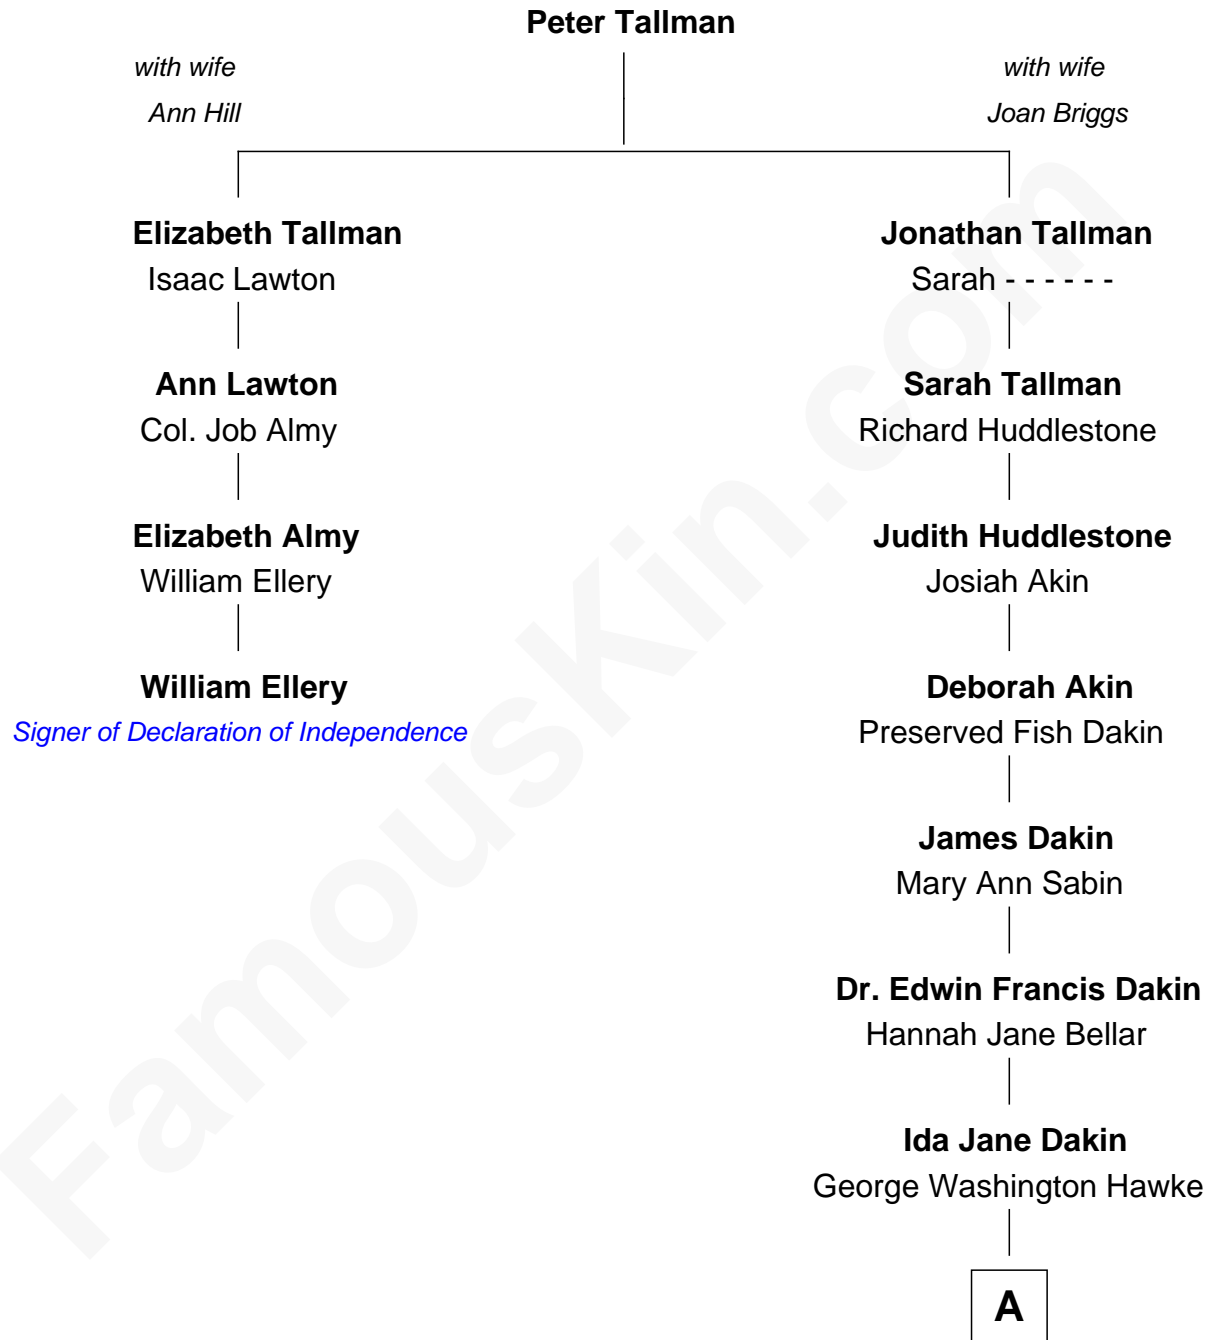 Peter Tallman
with wife
Ann Hill
with wife
Joan Briggs
Elizabeth Tallman
Isaac Lawton
Ann Lawton
Col. Job Almy
Elizabeth Almy
William Ellery
William Ellery
Signer of Declaration of Independence
Jonathan Tallman
Sarah - - - - - -
Sarah Tallman
Richard Huddlestone
Judith Huddlestone
Josiah Akin
Deborah Akin
Preserved Fish Dakin
James Dakin
Mary Ann Sabin
Dr. Edwin Francis Dakin
Hannah Jane Bellar
Ida Jane Dakin
George Washington Hawke
A
FamousKin.com